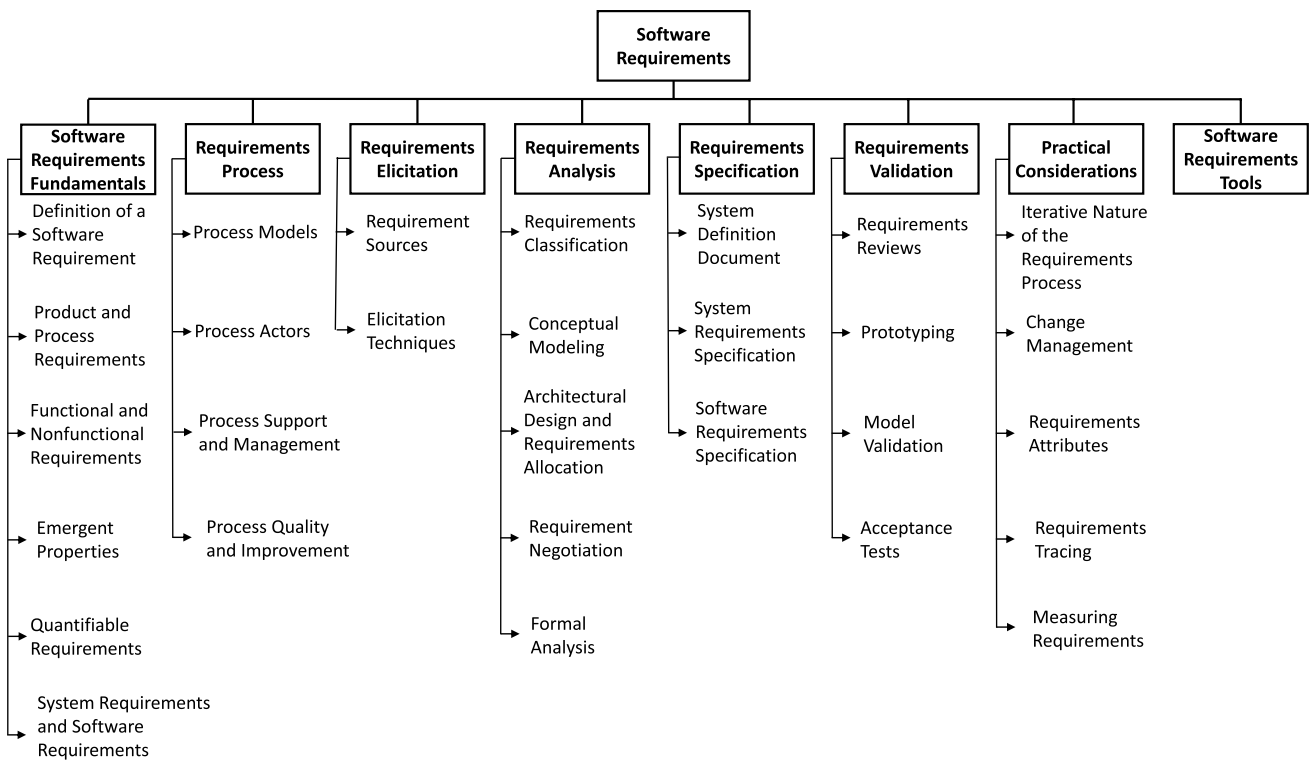 Software
Requirements
Software
Requirements
Fundamentals
Definition of a
Software
Requirement
Product and
Process
Requirements
Functional and
Nonfunctional
Requirements
Emergent
Properties
Quantifiable
Requirements
System Requirements
and Software
Requirements
Requirements
Process
Process Models
Process Actors
Process Support
and Management
Process Quality
and Improvement
Requirements
Elicitation
Requirement
Sources
Elicitation
Techniques
Requirements
Analysis
Requirements
Classification
Conceptual
Modeling
Architectural
Design and
Requirements
Allocation
Requirement
Negotiation
Formal
Analysis
Requirements
Specification
System
Definition
Document
System
Requirements
Specification
Software
Requirements
Specification
Requirements
Validation
Requirements
Reviews
Prototyping
Model
Validation
Acceptance
Tests
Practical
Considerations
Iterative Nature
of the
Requirements
Process
Change
Management
Requirements
Attributes
Requirements
Tracing
Measuring
Requirements
Software
Requirements
Tools